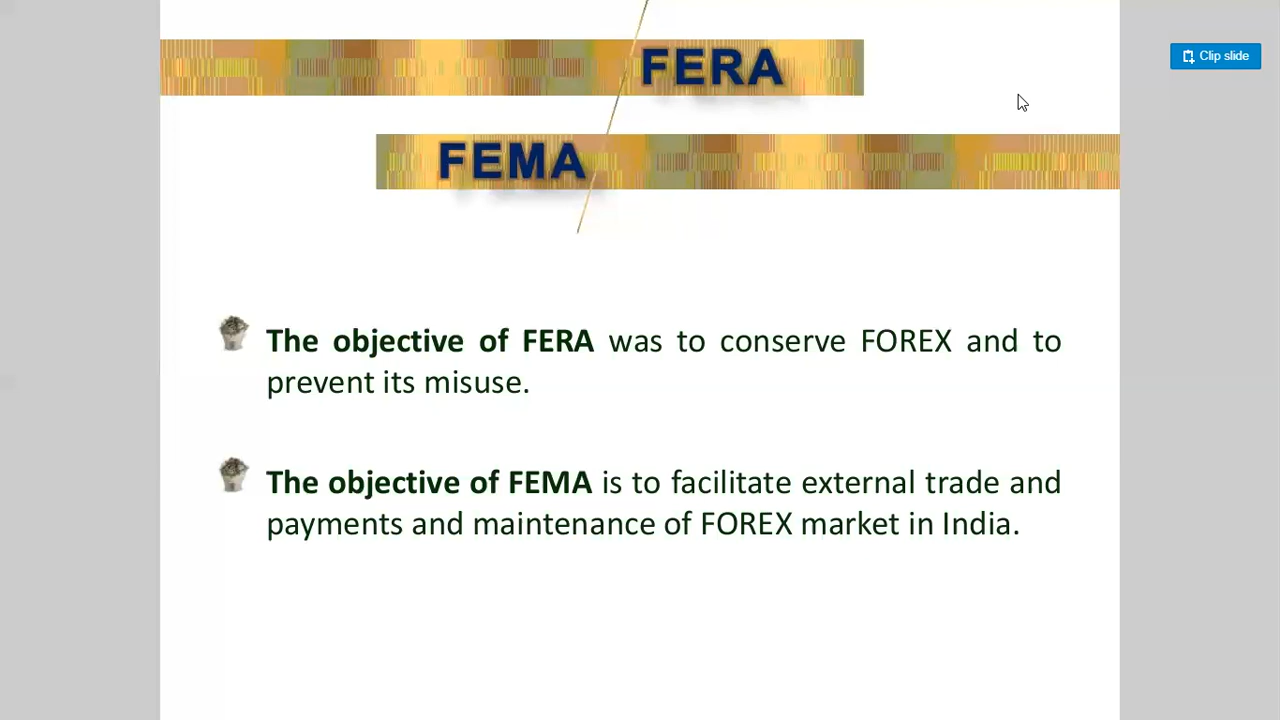 FERA
Clip slide
FEMA
The objective of FERA was to conserve FOREX and to
prevent its misuse.
The objective of FEMA is to facilitate external trade and
payments and maintenance of FOREX market in India.